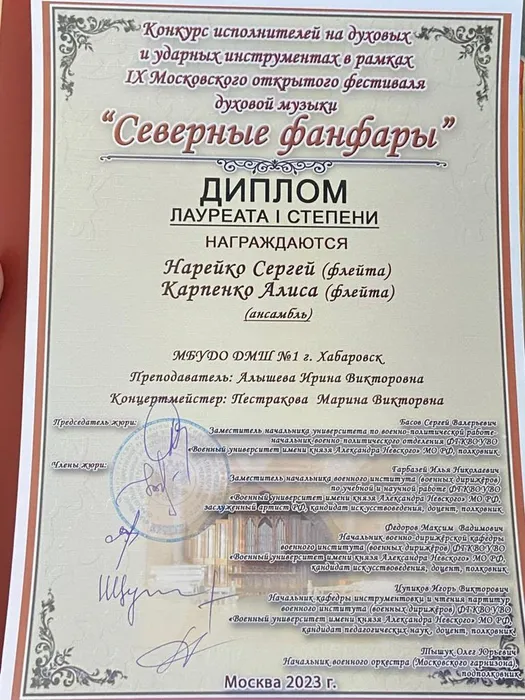 Конкурс исполнителей на духовых
и ударных инструментах в рамках
IX Московского открытого фестиваля
духовой музыки
"Северные фанфары"
ДИПЛОМ
ЛАУРЕАТА I СТЕПЕНИ
НАГРАЖДАЮТСЯ
Нарейко Сергей (флейта)
Карпенко Алиса (флейта)
(ансамбль)
МБУДО ДМШ №1 г. Хабаровск
Преподаватель: Алышева Ирина Викторовна
Концертмейстер: Пестракова Марина Викторвна
Председатель жюри:
Басов Сергей Валерьевич
Заместитель начальника университета по военно-политической работе-
начальник военно-политического отделения ФГКВОУВО
«Военный университет имени князя Александра Невского» МО РФ, полковник
Члены жюри:
Гарбазей Илья Николаевич
Заместитель начальника военного института (военных дирижёров)
по учебной и научной работе ФГКВОУ ВО
«Военный университет имени князя Александра Невского» МО РФ,
заслуженный артист РФ, кандидат искусствоведения, доцент, полковник
Федоров Максим Вадимович
Начальник военно-дирижёрской кафедры
военного института (военных дирижёров) ФГКВОУВО
«Военный университет имени князя Александра Невского» МО РФ,
кандидат искусствоведения, доцент, полковник
Цупиков Игорь Викторович
Начальник кафедры инструментовки и чтения партитур
военного института (военных дирижёров) ФГКВОУВО
«Военный университет имени князя Александра Невского» МО РФ,
кандидат педагогических наук, доцент, полковник
Тышук Олег Юрьевич
Начальник военного оркестра (Московского гарнизона),
подполковник
Москва 2023 г.